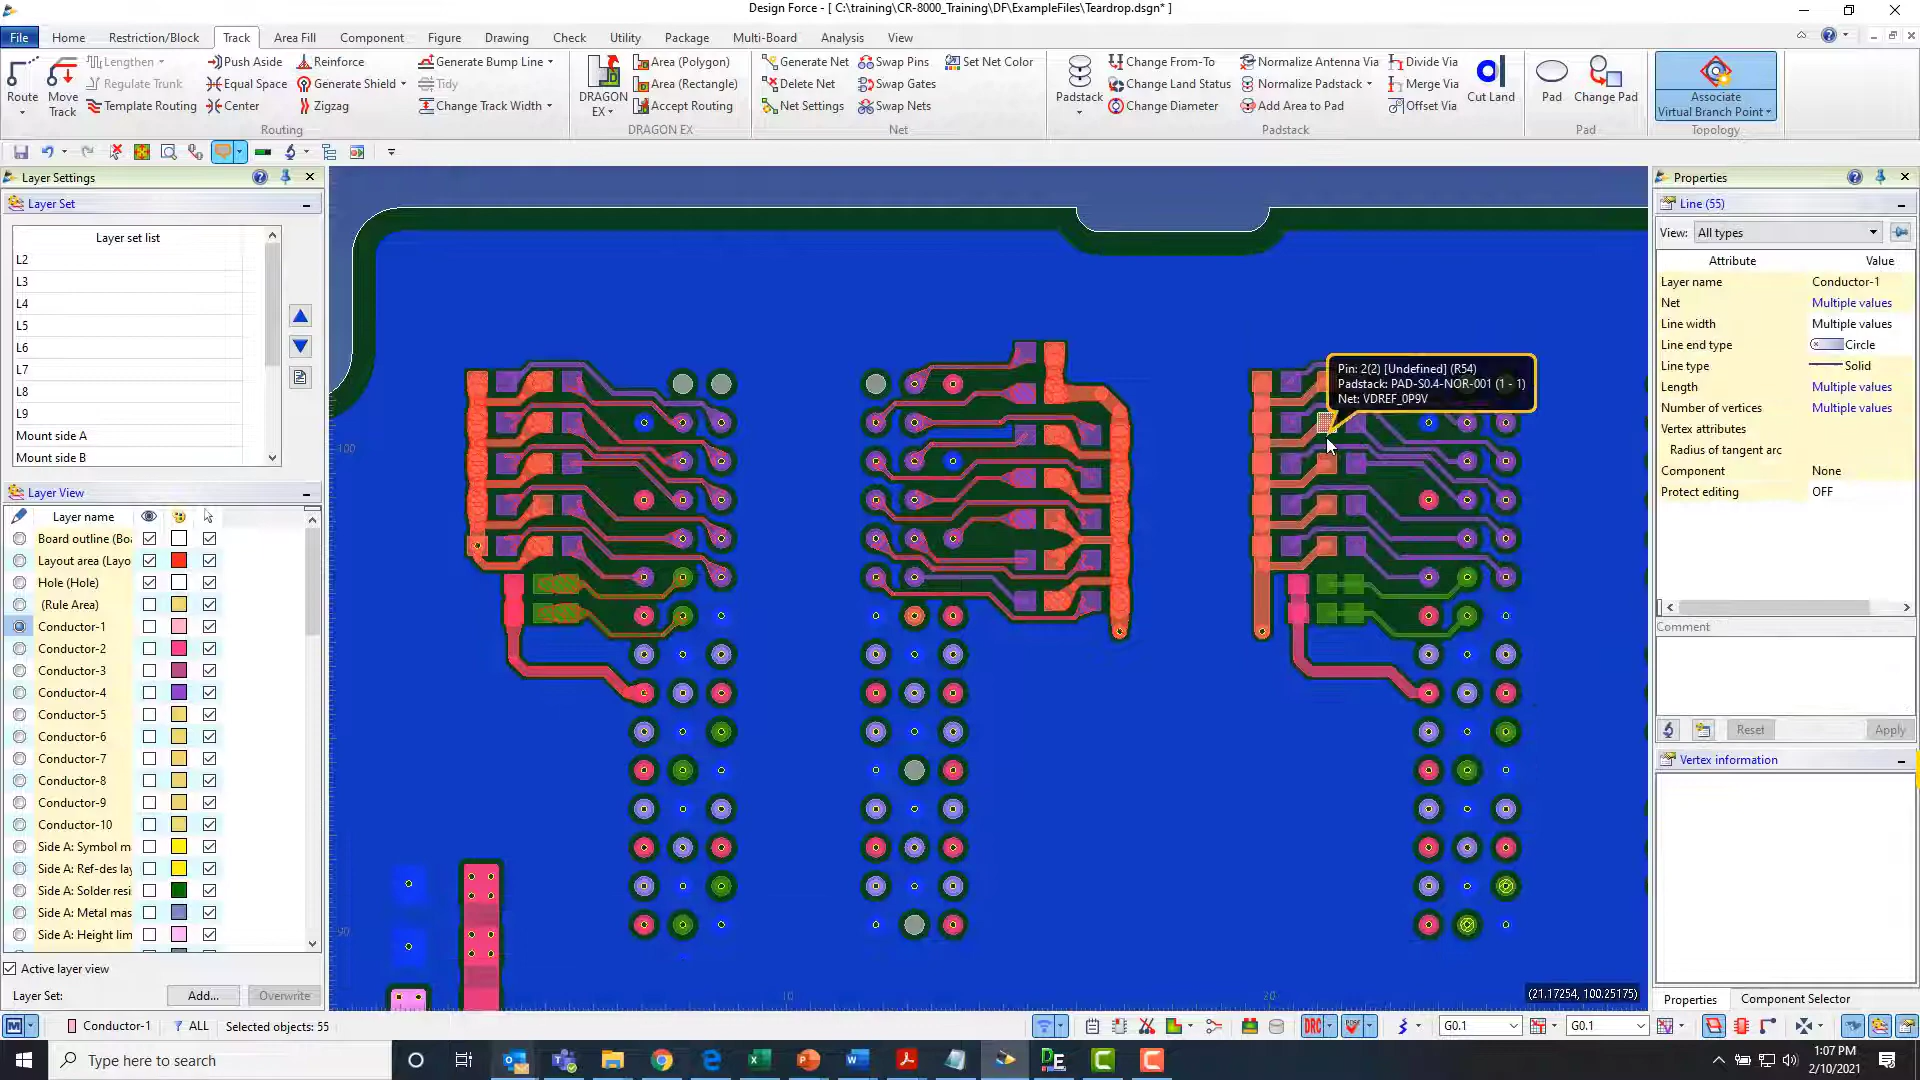 Design Force - [ C:\training\CR-8000_Training\DF\ExampleFiles\Teardrop.dsgn* ]
File Home Restriction/Block Track Area Fill Component Figure Drawing Check Utility Package Multi-Board Analysis View
Lengthen Push Aside Reinforce Generate Bump Line Area (Polygon) Generate Net Swap Pins Set Net Color Change From-To Normalize Antenna Via Divide Via
Regulate Trunk Equal Space Generate Shield Tidy Area (Rectangle) Delete Net Swap Gates Change Land Status Normalize Padstack Merge Via
Route Move Track Template Routing Center Zigzag Change Track Width DRAGON EX Accept Routing Net Settings Swap Nets Padstack Change Diameter Add Area to Pad Offset Via Cut Land Pad Change Pad Associate Virtual Branch Point
Routing DRAGON EX Net Padstack Pad Topology
Layer Settings
Layer Set
Layer set list
L2
L3
L4
L5
L6
L7
L8
L9
Mount side A
Mount side B
Layer View
Layer name
Board outline (Boa
Layout area (Layo
Hole (Hole)
(Rule Area)
Conductor-1
Conductor-2
Conductor-3
Conductor-4
Conductor-5
Conductor-6
Conductor-7
Conductor-8
Conductor-9
Conductor-10
Side A: Symbol m
Side A: Ref-des lay
Side A: Solder resi
Side A: Metal mas
Side A: Height lim
Active layer view
Layer Set: Add... Overwrite
100
90
10
20
Pin: 2(2) [Undefined] (R54)
Padstack: PAD-S0.4-NOR-001 (1 - 1)
Net: VDREF_0P9V
(21.17254, 100.25175)
Properties
Line (55)
View: All types
Attribute Value
Layer name Conductor-1
Net Multiple values
Line width Multiple values
Line end type Circle
Line type Solid
Length Multiple values
Number of vertices Multiple values
Vertex attributes
Radius of tangent arc
Component None
Protect editing OFF
Comment
Reset Apply
Vertex information
Properties Component Selector
M Conductor-1 ALL Selected objects: 55 DRC G0.1 G0.1
Type here to search
1:07 PM
2/10/2021